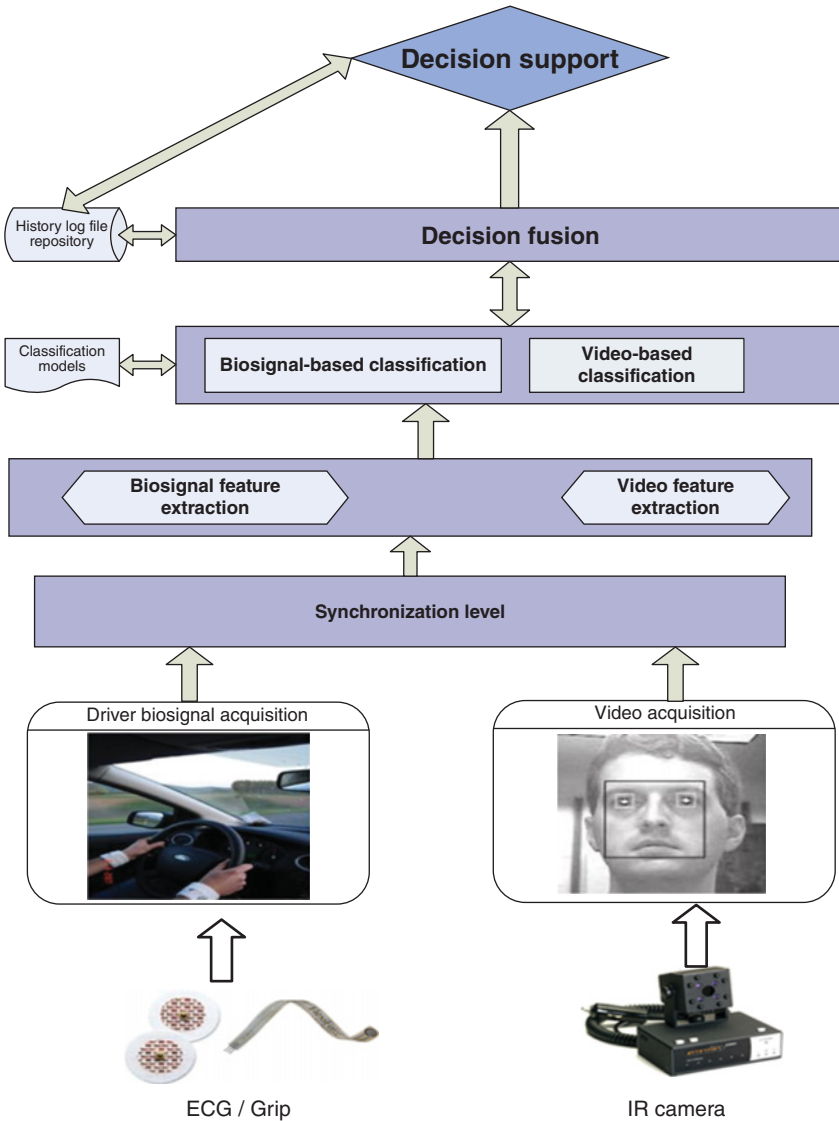 Decision support
History log file
repository
Decision fusion
Classification
models
Biosignal-based classification
Video-based
classification
Biosignal feature
extraction
Video feature
extraction
Synchronization level
Driver biosignal acquisition
Video acquisition
ECG / Grip
IR camera